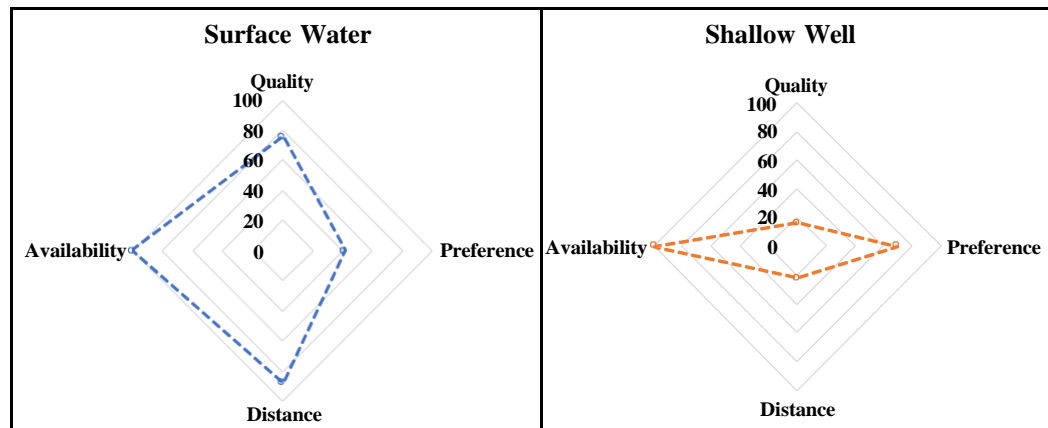 Surface Water
Quality
100
80
60
40
20
0
Availability
Preference
Distance
Shallow Well
Quality
100
80
60
40
20
0
Availability
Preference
Distance